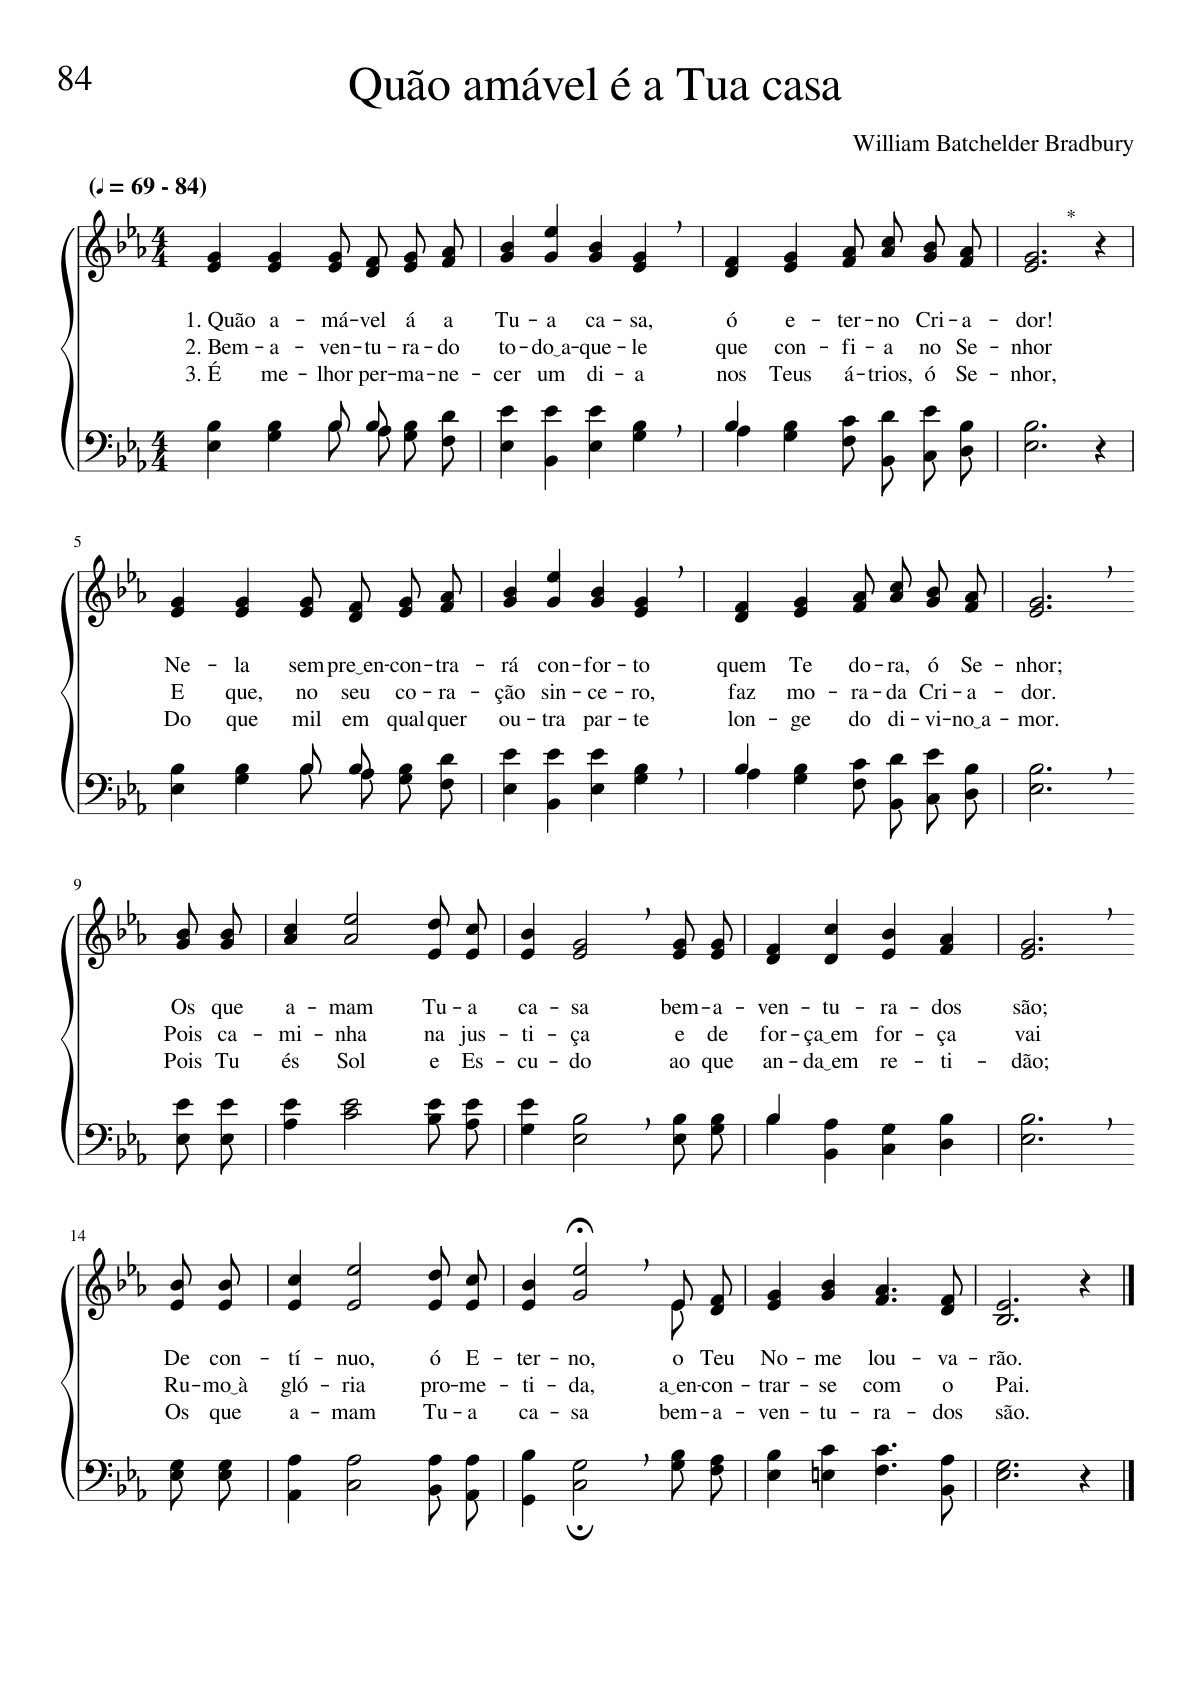 84
Quão amável é a Tua casa
William Batchelder Bradbury
(♩ = 69 - 84)
*
1. Quão a - má - vel á a Tu - a ca - sa, ó e - ter - no Cri - a - dor!
2. Bem - a - ven - tu - ra - do to - do‿a - que - le que con - fi - a no Se - nhor
3. É me - lhor per - ma - ne - cer um di - a nos Teus á - trios, ó Se - nhor,
5
Ne - la sem pre‿en - con - tra - rá con - for - to quem Te do - ra, ó Se - nhor;
E que, no seu co - ra - ção sin - ce - ro, faz mo - ra - da Cri - a - dor.
Do que mil em qual quer ou - tra par - te lon - ge do di - vi - no‿a - mor.
9
Os que a - mam Tu - a ca - sa bem - a - ven - tu - ra - dos são;
Pois ca - mi - nha na jus - ti - ça e de for - ça‿em for - ça vai
Pois Tu és Sol e Es - cu - do ao que an - da‿em re - ti - dão;
14
De con - tí - nuo, ó E - ter - no, o Teu No - me lou - va - rão.
Ru - mo‿à gló - ria pro - me - ti - da, a‿en - con - trar - se com o Pai.
Os que a - mam Tu - a ca - sa bem - a - ven - tu - ra - dos são.